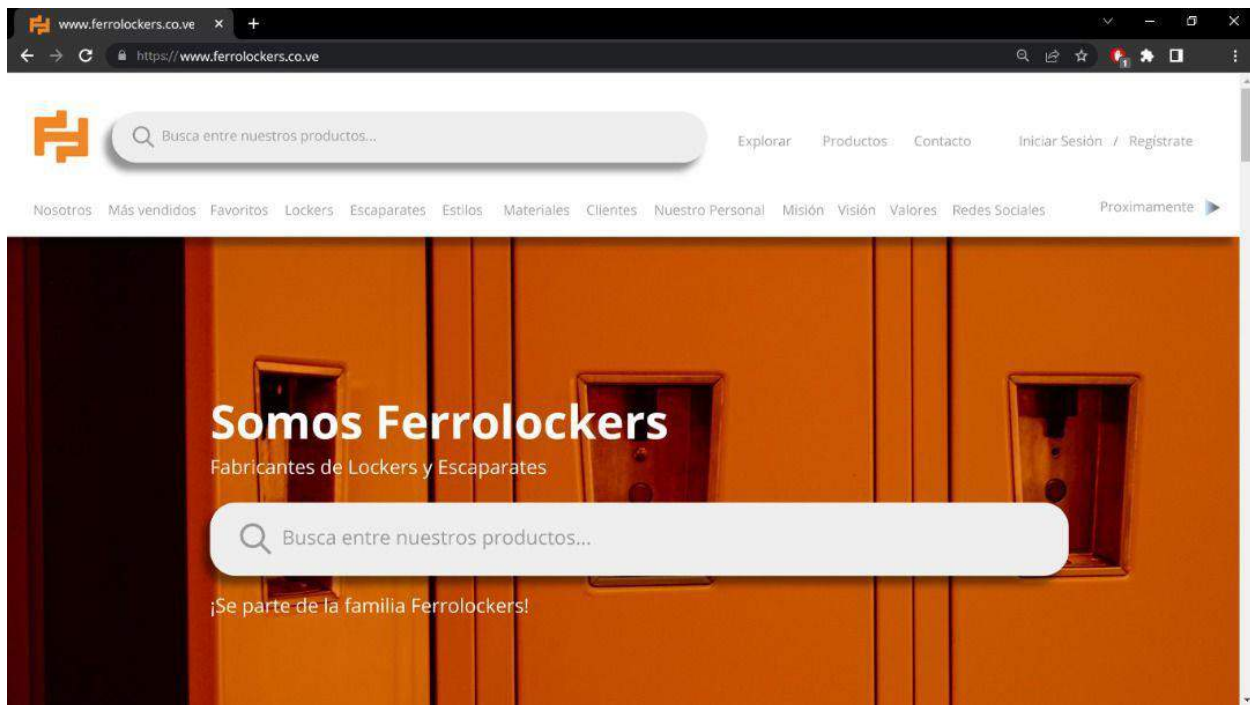 www.ferrolockers.co.ve
https://www.ferrolockers.co.ve
1
Busca entre nuestros productos...
Explorar Productos Contacto Iniciar Sesión / Regístrate
Nosotros Más vendidos Favoritos Lockers Escaparates Estilos Materiales Clientes Nuestro Personal Misión Visión Valores Redes Sociales Proximamente
Somos Ferrolockers
Fabricantes de Lockers y Escaparates
Busca entre nuestros productos...
¡Se parte de la familia Ferrolockers!